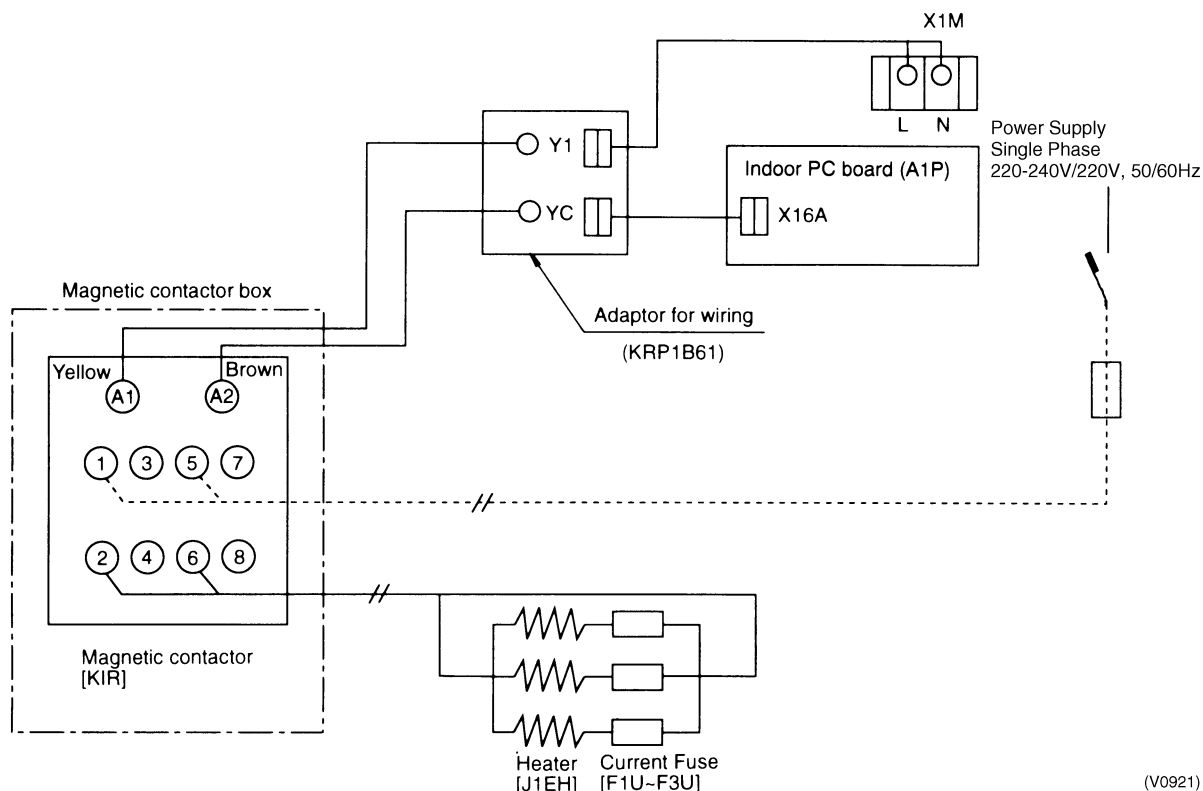 X1M
L N
Power Supply
Single Phase
220-240V/220V, 50/60Hz
Y1
YC
Indoor PC board (A1P)
X16A
Adaptor for wiring
(KRP1B61)
Magnetic contactor box
Yellow
Brown
A1 A2
1 3 5 7
2 4 6 8
Magnetic contactor
[KIR]
Heater
[J1EH]
Current Fuse
[F1U~F3U]
(V0921)